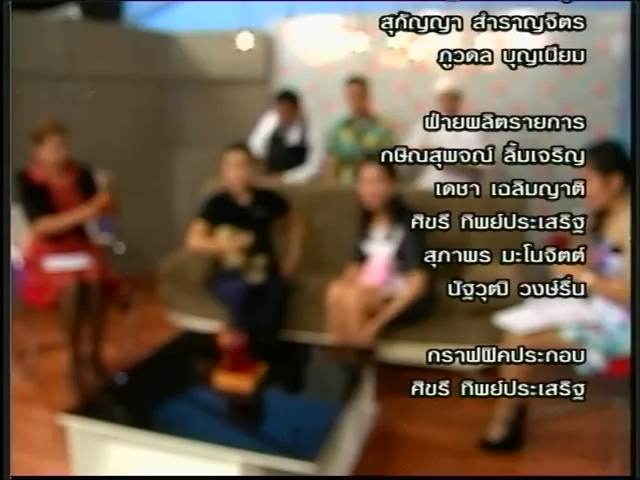 สุกัญญา สำราญจิตร
ภูวดล บุญเนียม
ฝ่ายผลิตรายการ
กษิณสุพจณ์ ลิ้มเจริญ
เดชา เฉลิมญาติ
ศิขรี ทิพย์ประเสริฐ
สุภาพร มะโนจิตต์
นัฐวุฒิ วงษ์รื่น
กราฟฟิคประกอบ
ศิขรี ทิพย์ประเสริฐ